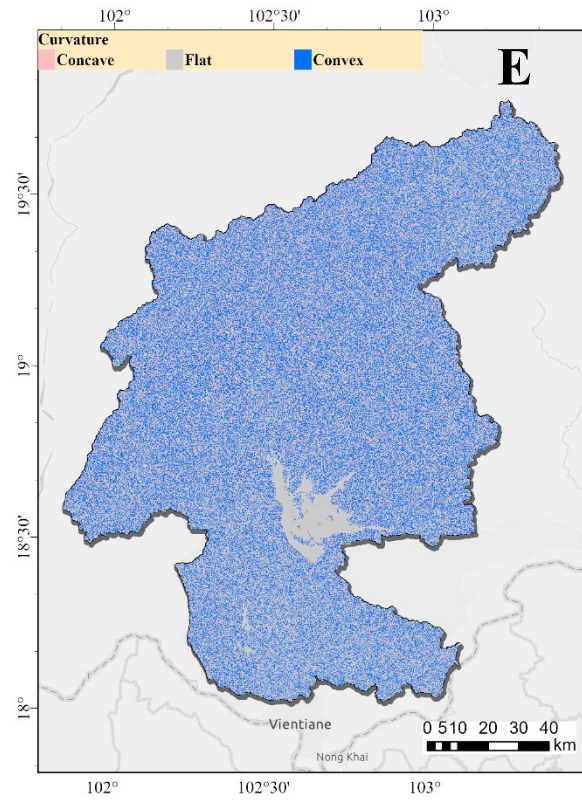 102° 102°30' 103°
Curvature
Concave Flat Convex
E
19°30'
19°
18°30'
18°
Vientiane
Nong Khai
0 5 10 20 30 40
km
102° 102°30' 103°